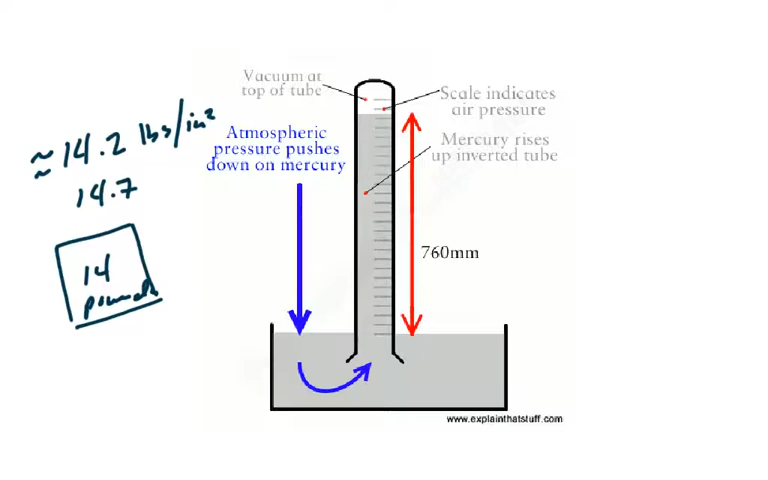 ≈ 14.2 lbs/in²
14.7
14
pounds
Vacuum at
top of tube
Scale indicates
air pressure
Atmospheric
pressure pushes
down on mercury
Mercury rises
up inverted tube
760mm
www.explainthatstuff.com